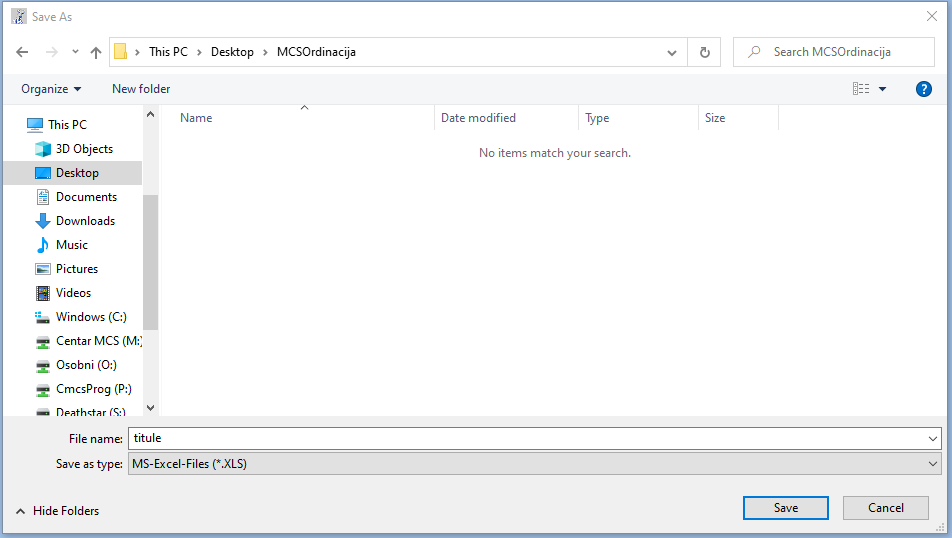 Save As
This PC › Desktop › MCSOrdinacija
Search MCSOrdinacija
Organize
New folder
?
Name
Date modified
Type
Size
No items match your search.
This PC
3D Objects
Desktop
Documents
Downloads
Music
Pictures
Videos
Windows (C:)
Centar MCS (M:)
Osobni (O:)
CmcsProg (P:)
Deathstar (S:)
File name: titule
Save as type: MS-Excel-Files (*.XLS)
Hide Folders
Save
Cancel